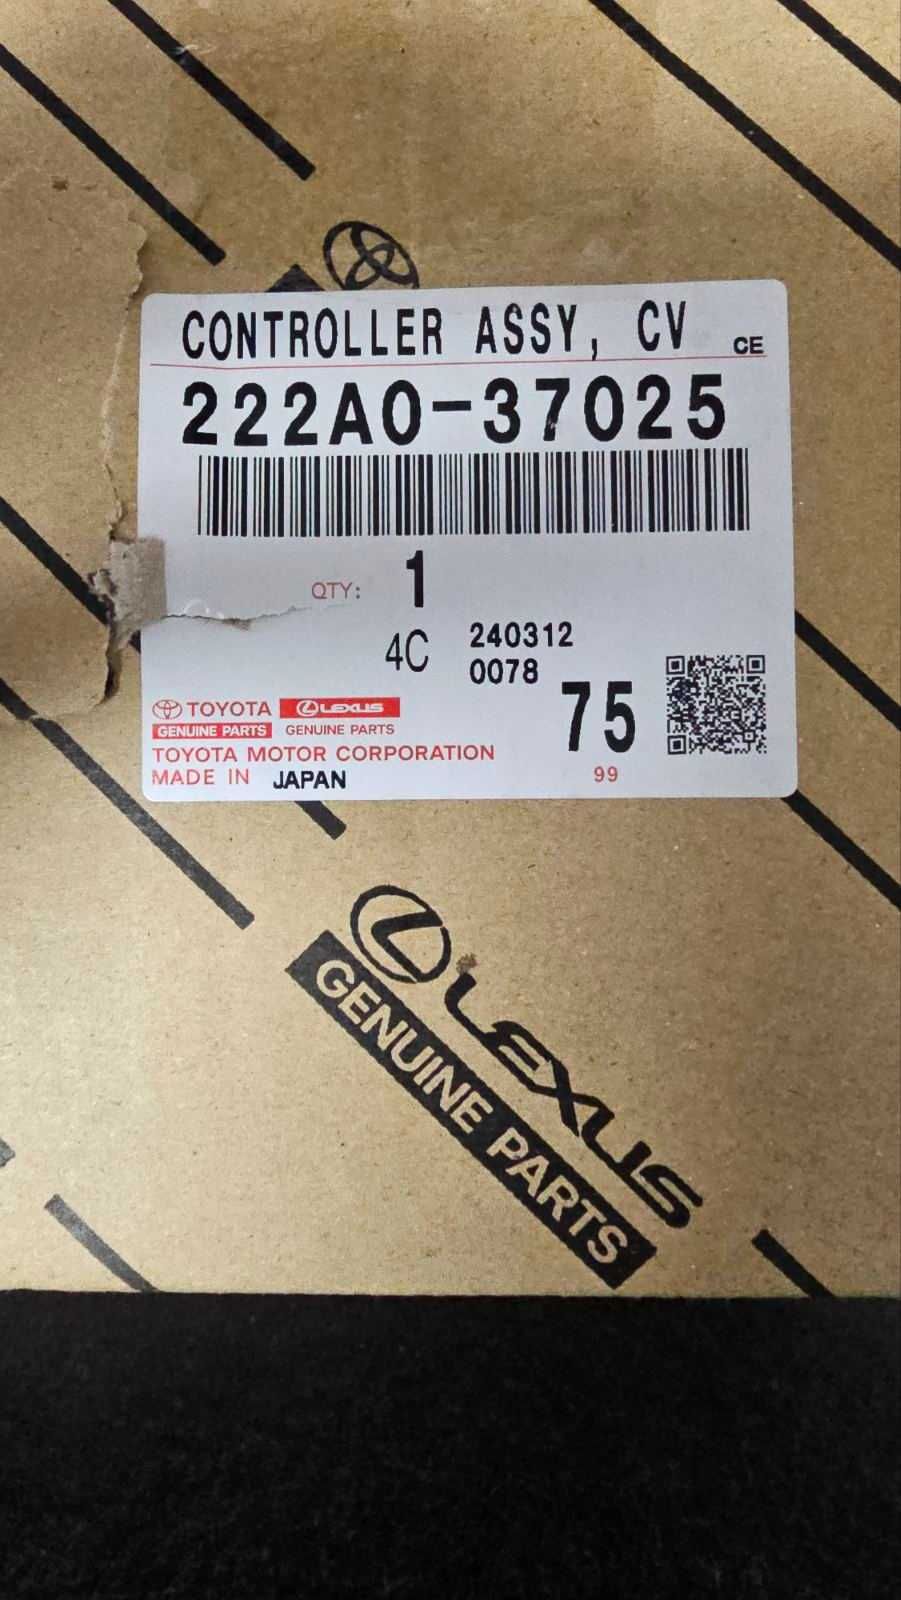 CONTROLLER ASSY, CV CE
222A0-37025
QTY: 1
4C 240312
0078
75
TOYOTA LEXUS
GENUINE PARTS GENUINE PARTS
TOYOTA MOTOR CORPORATION
MADE IN JAPAN
99
LEXUS
GENUINE PARTS